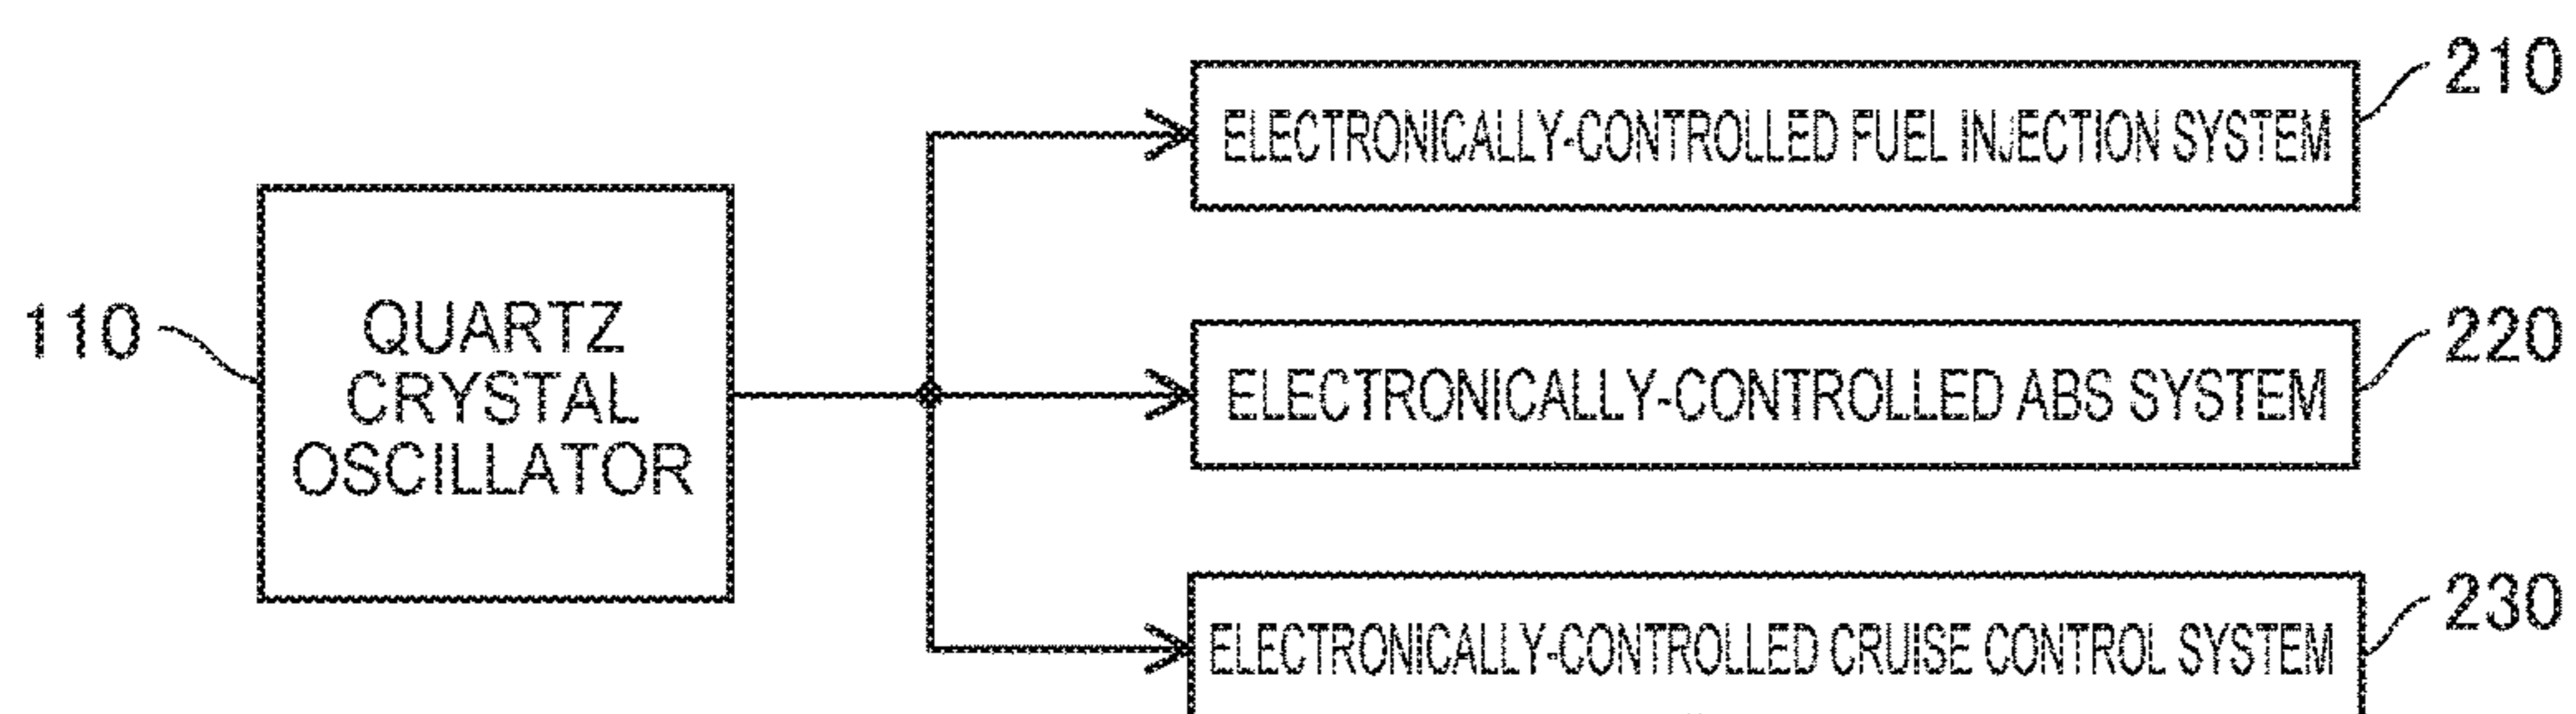 210
ELECTRONICALLY-CONTROLLED FUEL INJECTION SYSTEM
110
QUARTZ
CRYSTAL
OSCILLATOR
220
ELECTRONICALLY-CONTROLLED ABS SYSTEM
230
ELECTRONICALLY-CONTROLLED CRUISE CONTROL SYSTEM